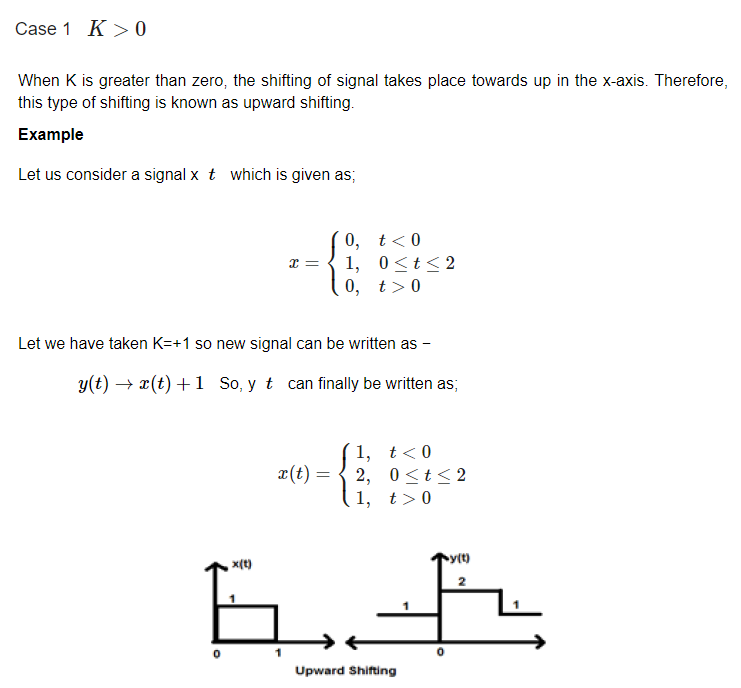 Case 1 K > 0
When K is greater than zero, the shifting of signal takes place towards up in the x-axis. Therefore,
this type of shifting is known as upward shifting.
Example
Let us consider a signal x t which is given as;
x = { 0, t < 0
1, 0 ≤ t ≤ 2
0, t > 0
Let we have taken K=+1 so new signal can be written as −
y(t) → x(t) + 1 So, y t can finally be written as;
x(t) = { 1, t < 0
2, 0 ≤ t ≤ 2
1, t > 0
x(t) y(t)
2
1 1 1
0 1 0
Upward Shifting